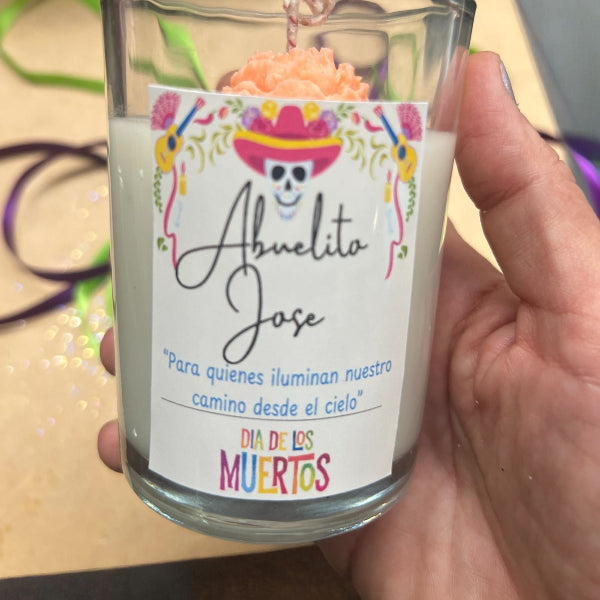 Abuelito
Jose
“Para quienes iluminan nuestro
camino desde el cielo”
DIA DE LOS
MUERTOS